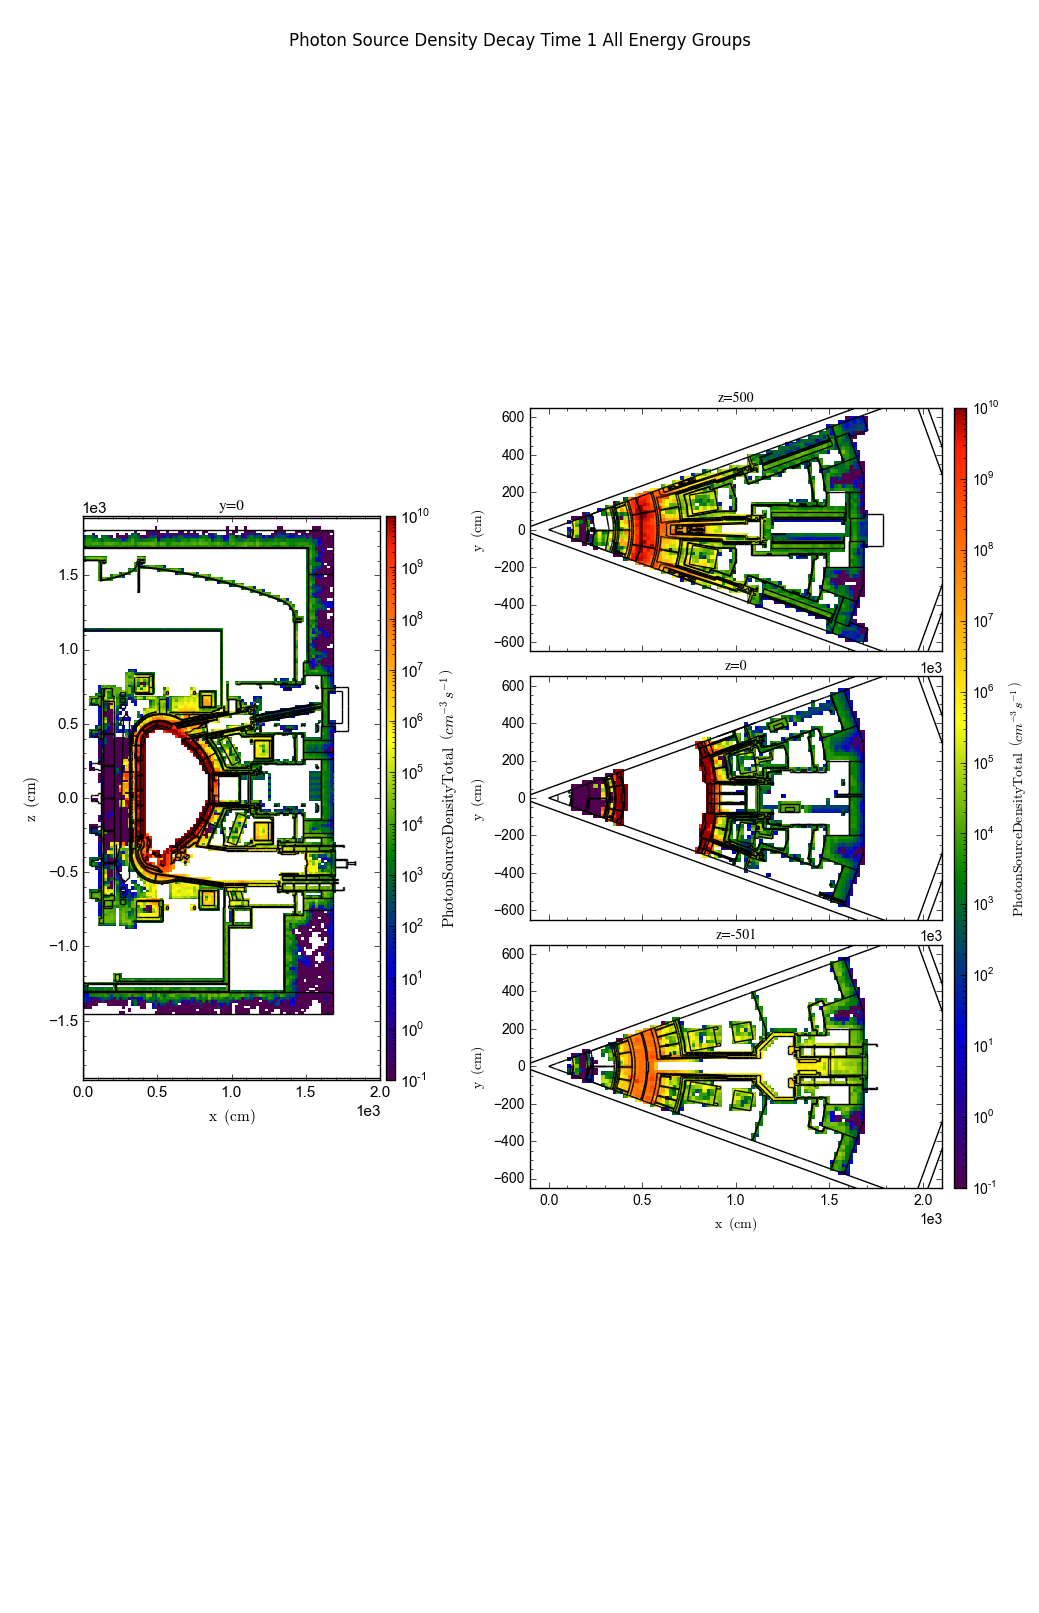 Photon Source Density Decay Time 1 All Energy Groups
y=0
1e3
1.5
1.0
0.5
0.0
−0.5
−1.0
−1.5
z (cm)
0.0 0.5 1.0 1.5 2.0
1e3
x (cm)
10^10
10^9
10^8
10^7
10^6
10^5
10^4
10^3
10^2
10^1
10^0
10^-1
PhotonSourceDensityTotal (cm^−3 s^−1)
z=500
600
400
200
0
−200
−400
−600
y (cm)
1e3
z=0
600
400
200
0
−200
−400
−600
y (cm)
1e3
z=-501
600
400
200
0
−200
−400
−600
y (cm)
0.0 0.5 1.0 1.5 2.0
1e3
x (cm)
10^10
10^9
10^8
10^7
10^6
10^5
10^4
10^3
10^2
10^1
10^0
10^-1
PhotonSourceDensityTotal (cm^−3 s^−1)